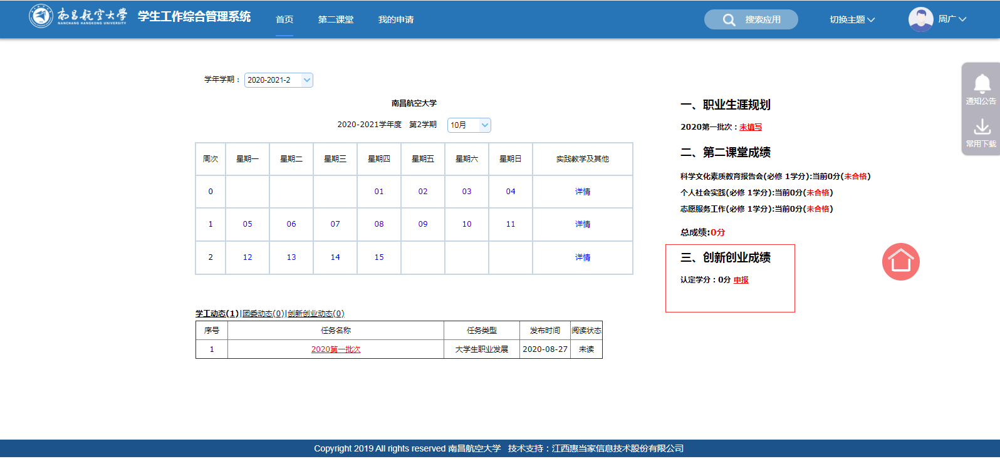 南昌航空大学 学生工作综合管理系统 首页 第二课堂 我的申请 搜索应用 切换主题 周广
NANCHANG HANGKONG UNIVERSITY
学年学期： 2020-2021-2
南昌航空大学
2020-2021学年度 第2学期 10月
周次 星期一 星期二 星期三 星期四 星期五 星期六 星期日 实践教学及其他
0 01 02 03 04 详情
1 05 06 07 08 09 10 11 详情
2 12 13 14 15 详情
学工动态(1)|团委动态(0)|创新创业动态(0)
序号 任务名称 任务类型 发布时间 阅读状态
1 2020第一批次 大学生职业发展 2020-08-27 未读
一、职业生涯规划
2020第一批次：未填写
二、第二课堂成绩
科学文化素质教育报告会(必修 1学分):当前0分(未合格)
个人社会实践(必修 1学分):当前0分(未合格)
志愿服务工作(必修 1学分):当前0分(未合格)
总成绩:0分
三、创新创业成绩
认定学分：0分 申报
通知公告
常用下载
Copyright 2019 All rights reserved 南昌航空大学 技术支持：江西惠当家信息技术股份有限公司